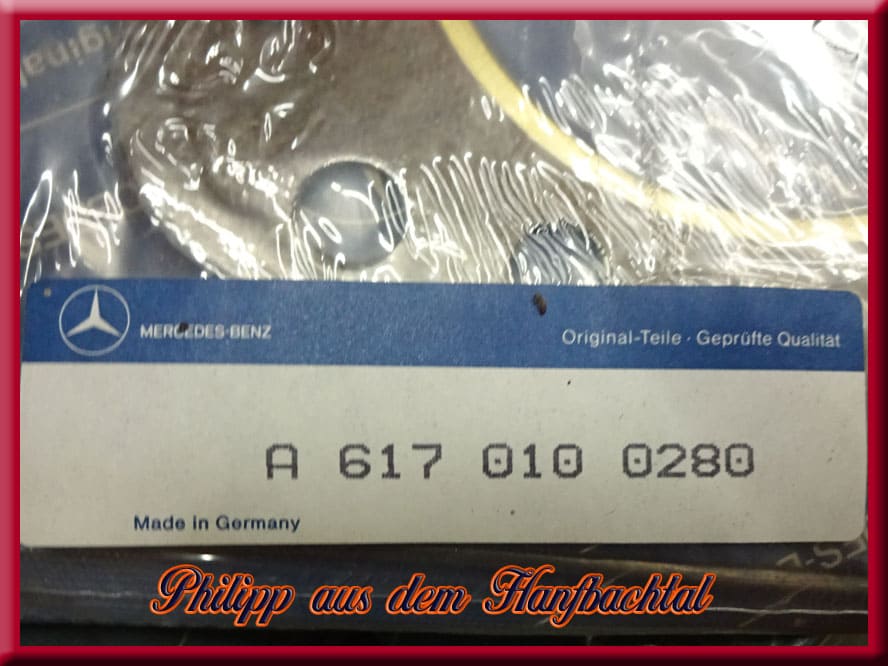 MERCEDES-BENZ
Original-Teile · Geprüfte Qualität
A 617 010 0280
Made in Germany
Philipp aus dem Hanfbachtal